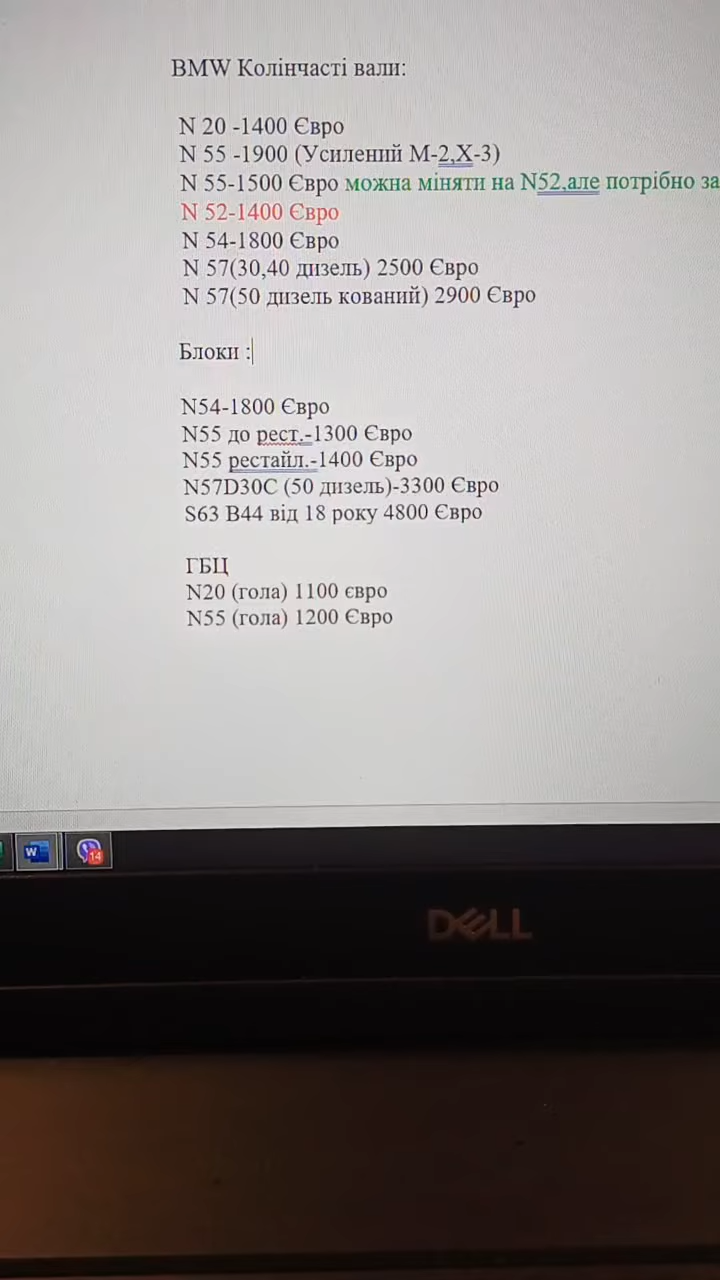 BMW Колінчасті вали:
N 20 -1400 Євро
N 55 -1900 (Усилений М-2,Х-3)
N 55-1500 Євро можна міняти на N52,але потрібно за
N 52-1400 Євро
N 54-1800 Євро
N 57(30,40 дизель) 2500 Євро
N 57(50 дизель кований) 2900 Євро
Блоки :
N54-1800 Євро
N55 до рест.-1300 Євро
N55 рестайл.-1400 Євро
N57D30C (50 дизель)-3300 Євро
S63 B44 від 18 року 4800 Євро
ГБЦ
N20 (гола) 1100 євро
N55 (гола) 1200 Євро
W
14
DELL